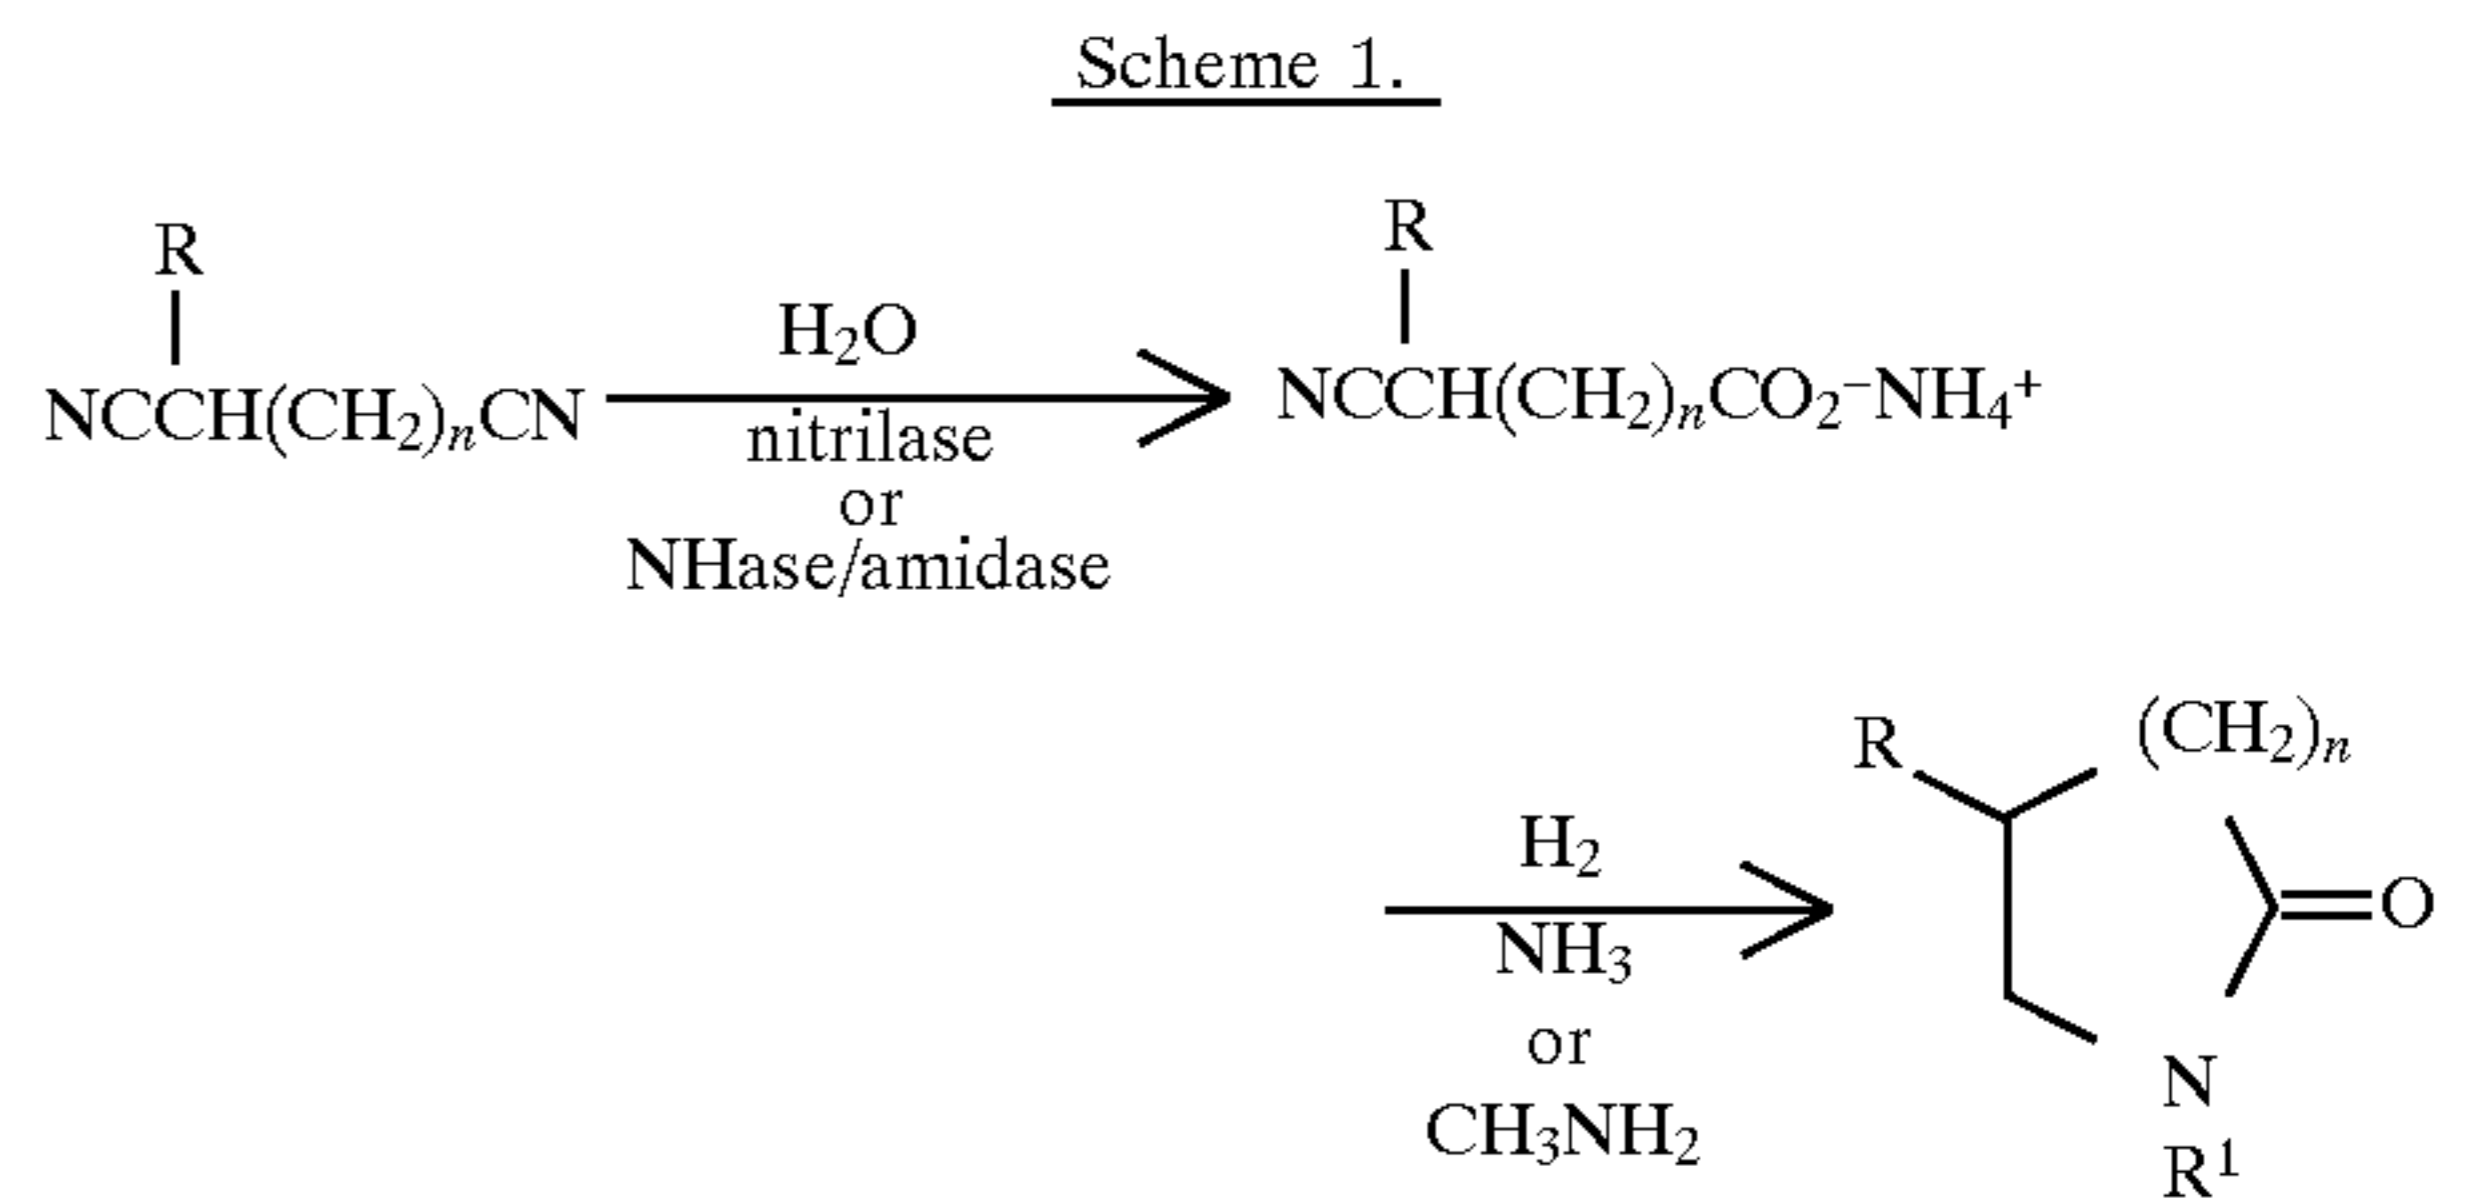 Scheme 1.
R
NCCH(CH₂)ₙCN
H₂O
nitrilase
or
NHase/amidase
R
NCCH(CH₂)ₙCO₂⁻NH₄⁺
H₂
NH₃
or
CH₃NH₂
R
(CH₂)ₙ
O
N
R¹